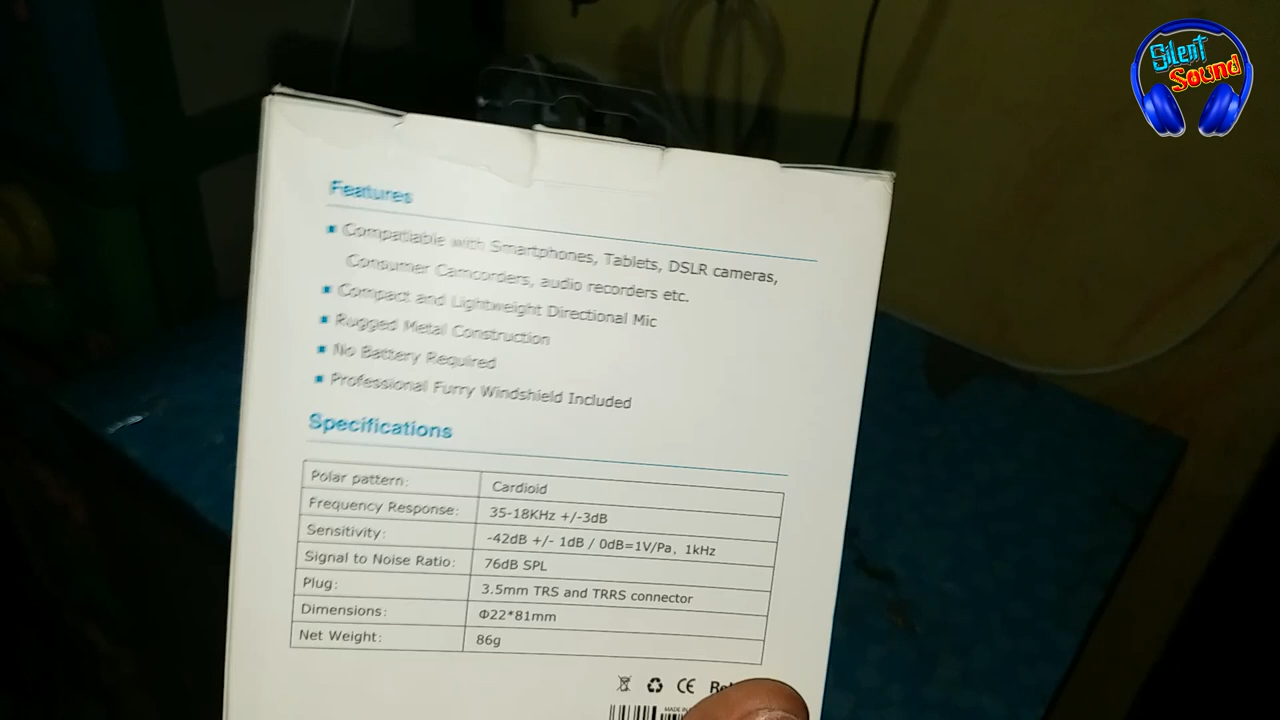 Silent
Sound
Features
Compatiable with Smartphones, Tablets, DSLR cameras,
Consumer Camcorders, audio recorders etc.
Compact and Lightweight Directional Mic
Rugged Metal Construction
No Battery Required
Professional Furry Windshield Included
Specifications
Polar pattern: Cardioid
Frequency Response: 35-18KHz +/-3dB
Sensitivity: -42dB +/- 1dB / 0dB=1V/Pa, 1kHz
Signal to Noise Ratio: 76dB SPL
Plug: 3.5mm TRS and TRRS connector
Dimensions: Φ22*81mm
Net Weight: 86g
CE
MADE IN